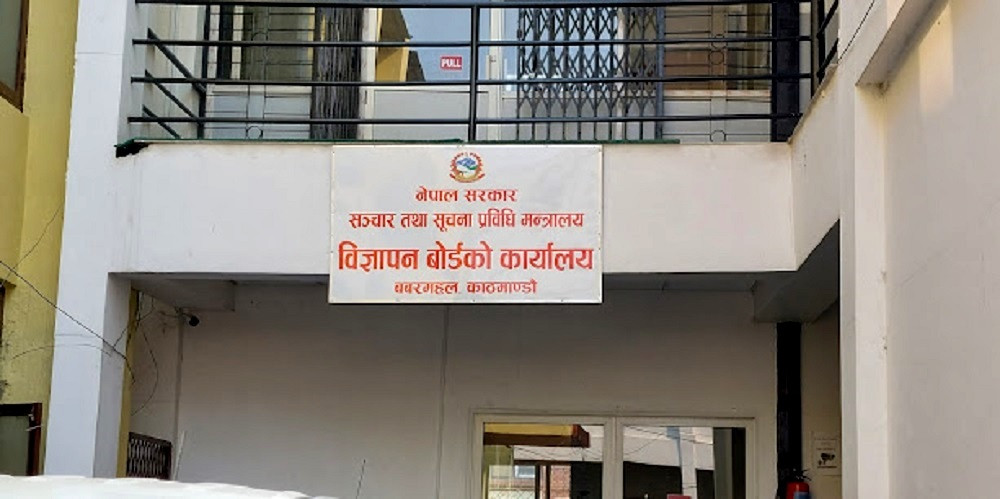 PULL
नेपाल सरकार
सञ्चार तथा सूचना प्रविधि मन्त्रालय
विज्ञापन बोर्डको कार्यालय
बबरमहल, काठमाण्डौ